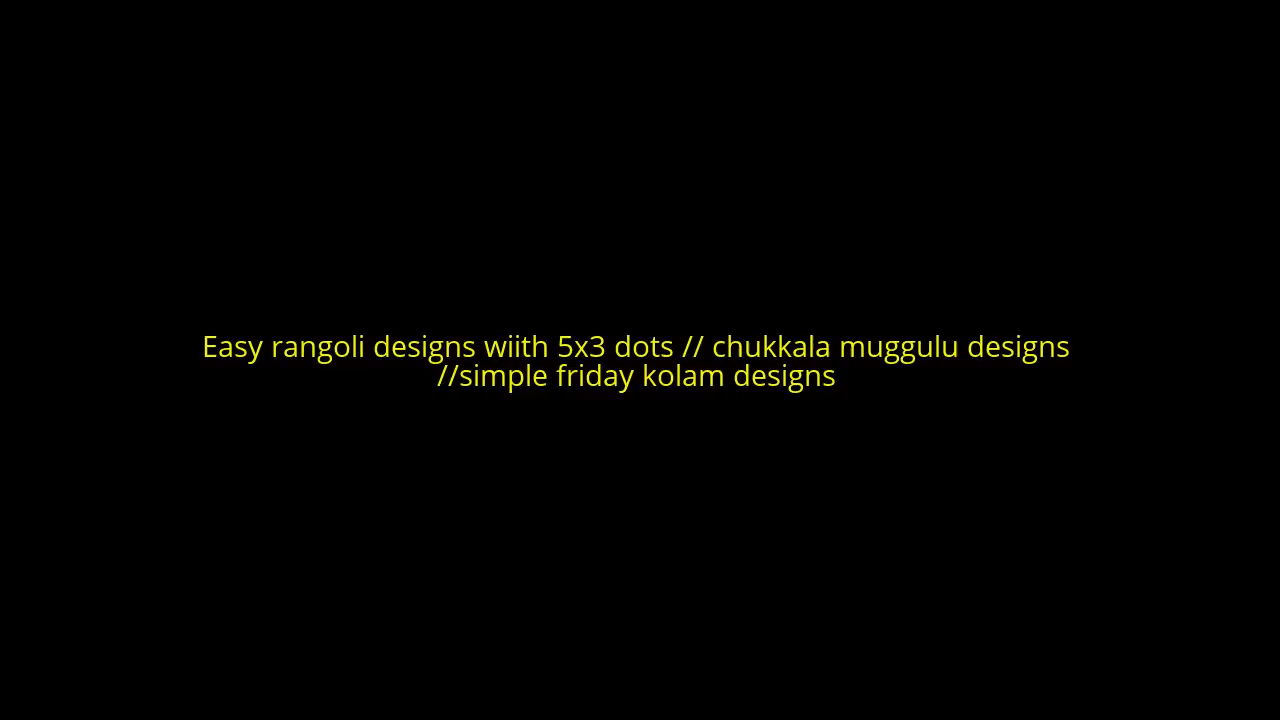 Easy rangoli designs wiith 5x3 dots // chukkala muggulu designs
//simple friday kolam designs